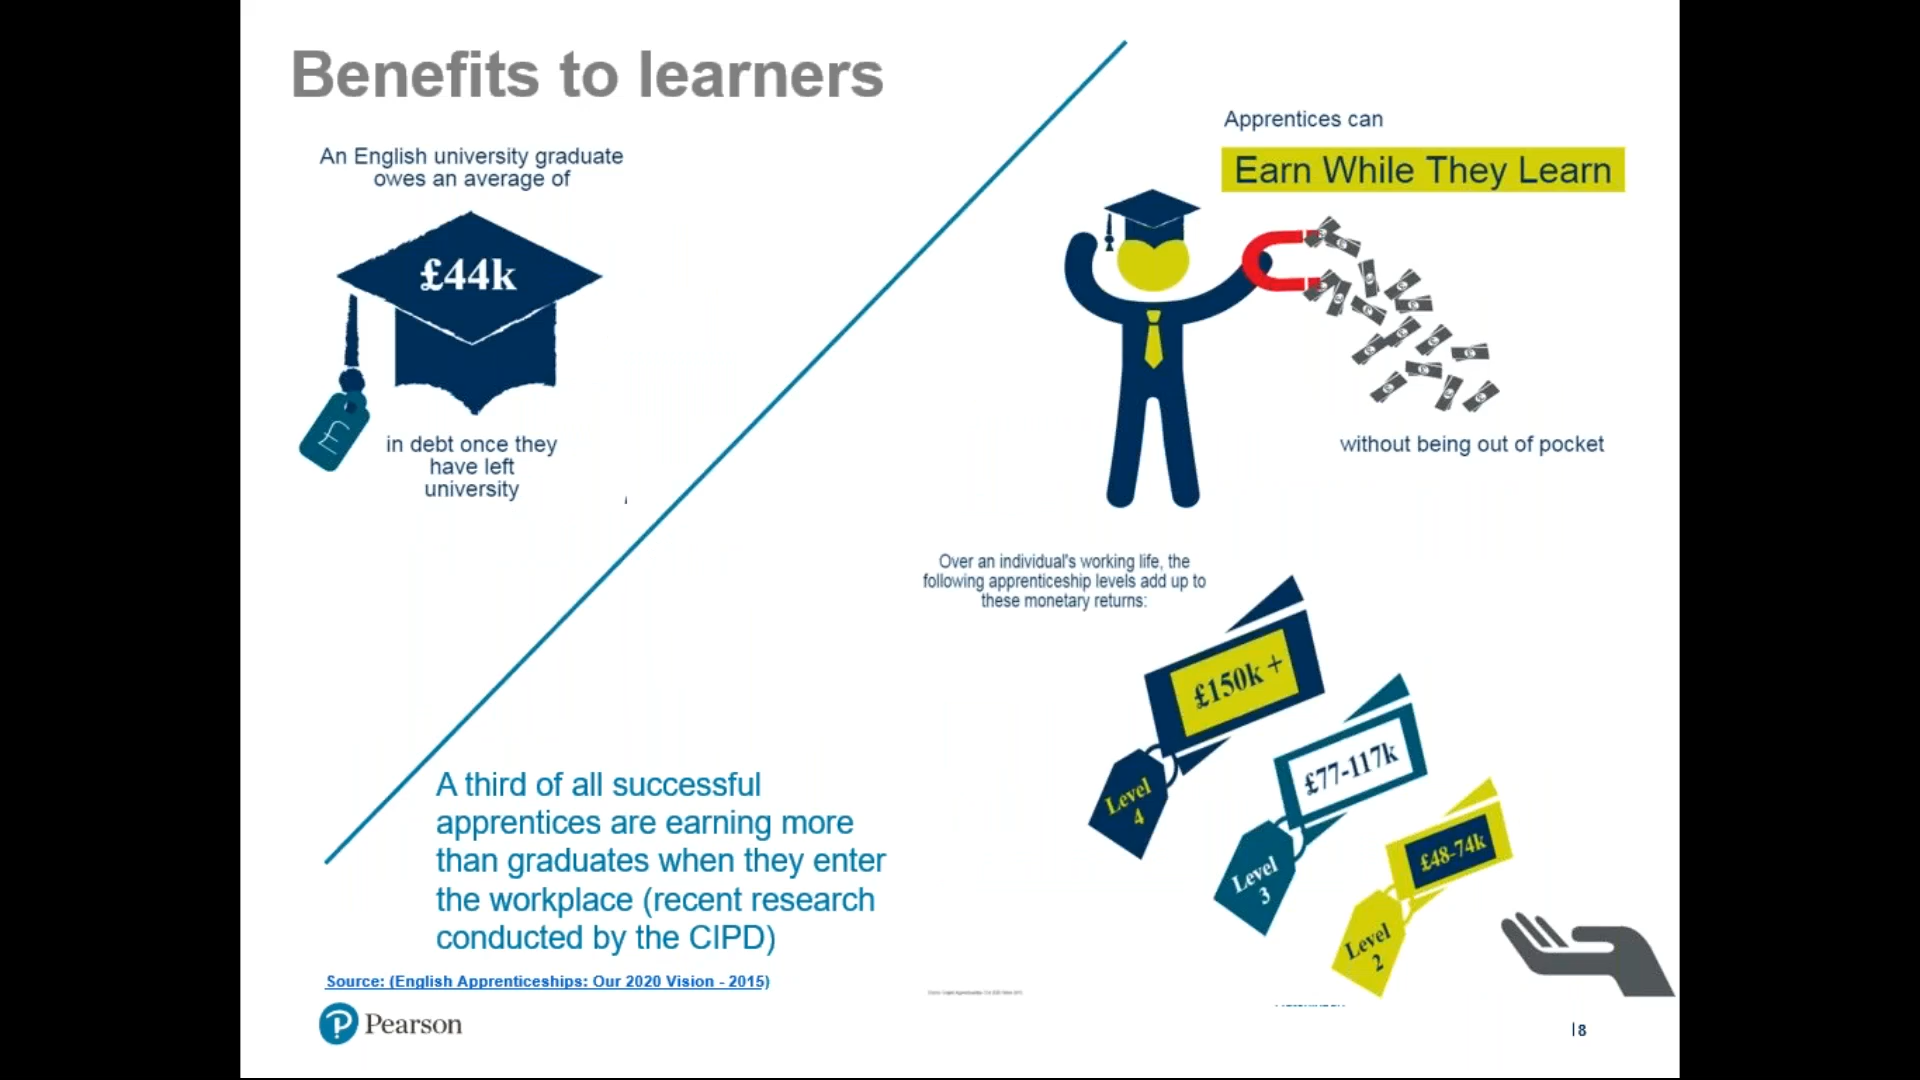 Benefits to learners
An English university graduate
owes an average of
£44k
£
in debt once they
have left
university
Apprentices can
Earn While They Learn
without being out of pocket
Over an individual's working life, the
following apprenticeship levels add up to
these monetary returns:
£150k +
Level
4
£77-117k
Level
3
£48-74k
Level
2
A third of all successful
apprentices are earning more
than graduates when they enter
the workplace (recent research
conducted by the CIPD)
Source: (English Apprenticeships: Our 2020 Vision - 2015)
P Pearson
8